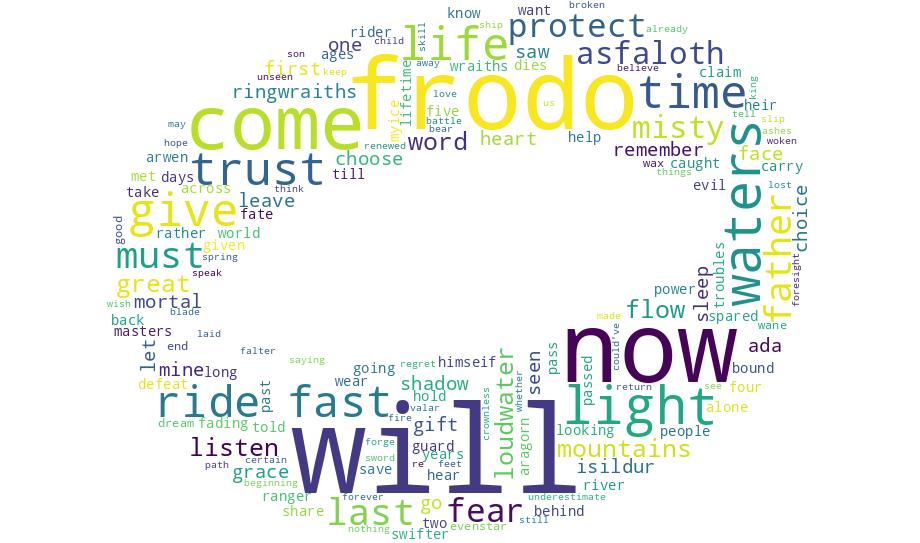 broken
know
want
ship
rider
protect
already
one
child
skill
life
saw
asfaloth
son
ages
away
wraiths
dies
believe
first
keep
frodo
time
claim
king
unseen
lifetime
love
us
ringwraiths
myice
five
heir
come
battle
tell
slip
may
bear
word
heart
help
misty
ashes
hope
renewed
remember
face
woken
arwen
trust
choose
till
wax
caught
carry
met
days
think
things
evil
lost
take
across
give
leave
waters
father
choice
good
fate
rather
world
given
must
spring
speak
troubles
foresight
great
power
sleep
wish
mortal
blade
flow
spared
back
made
wane
masters
laid
now
could've
let
end
falter
ada
saying
loudwater
seen
pass
mine
long
going
regret
himseif
bound
defeat
past
wear
shadow
passed
return
see
four
ride
fast
hold
crownless
whether
light
alone
dream
fading
told
will
valar
fire
gift
looking
people
listen
forge
guard
aragorn
mountains
path
certain
sword
years
re
feet
isildur
grace
save
hear
river
beginning
ranger
forever
underestimate
share
last
go
fear
behind
nothing
two
evenstar
still
swifter